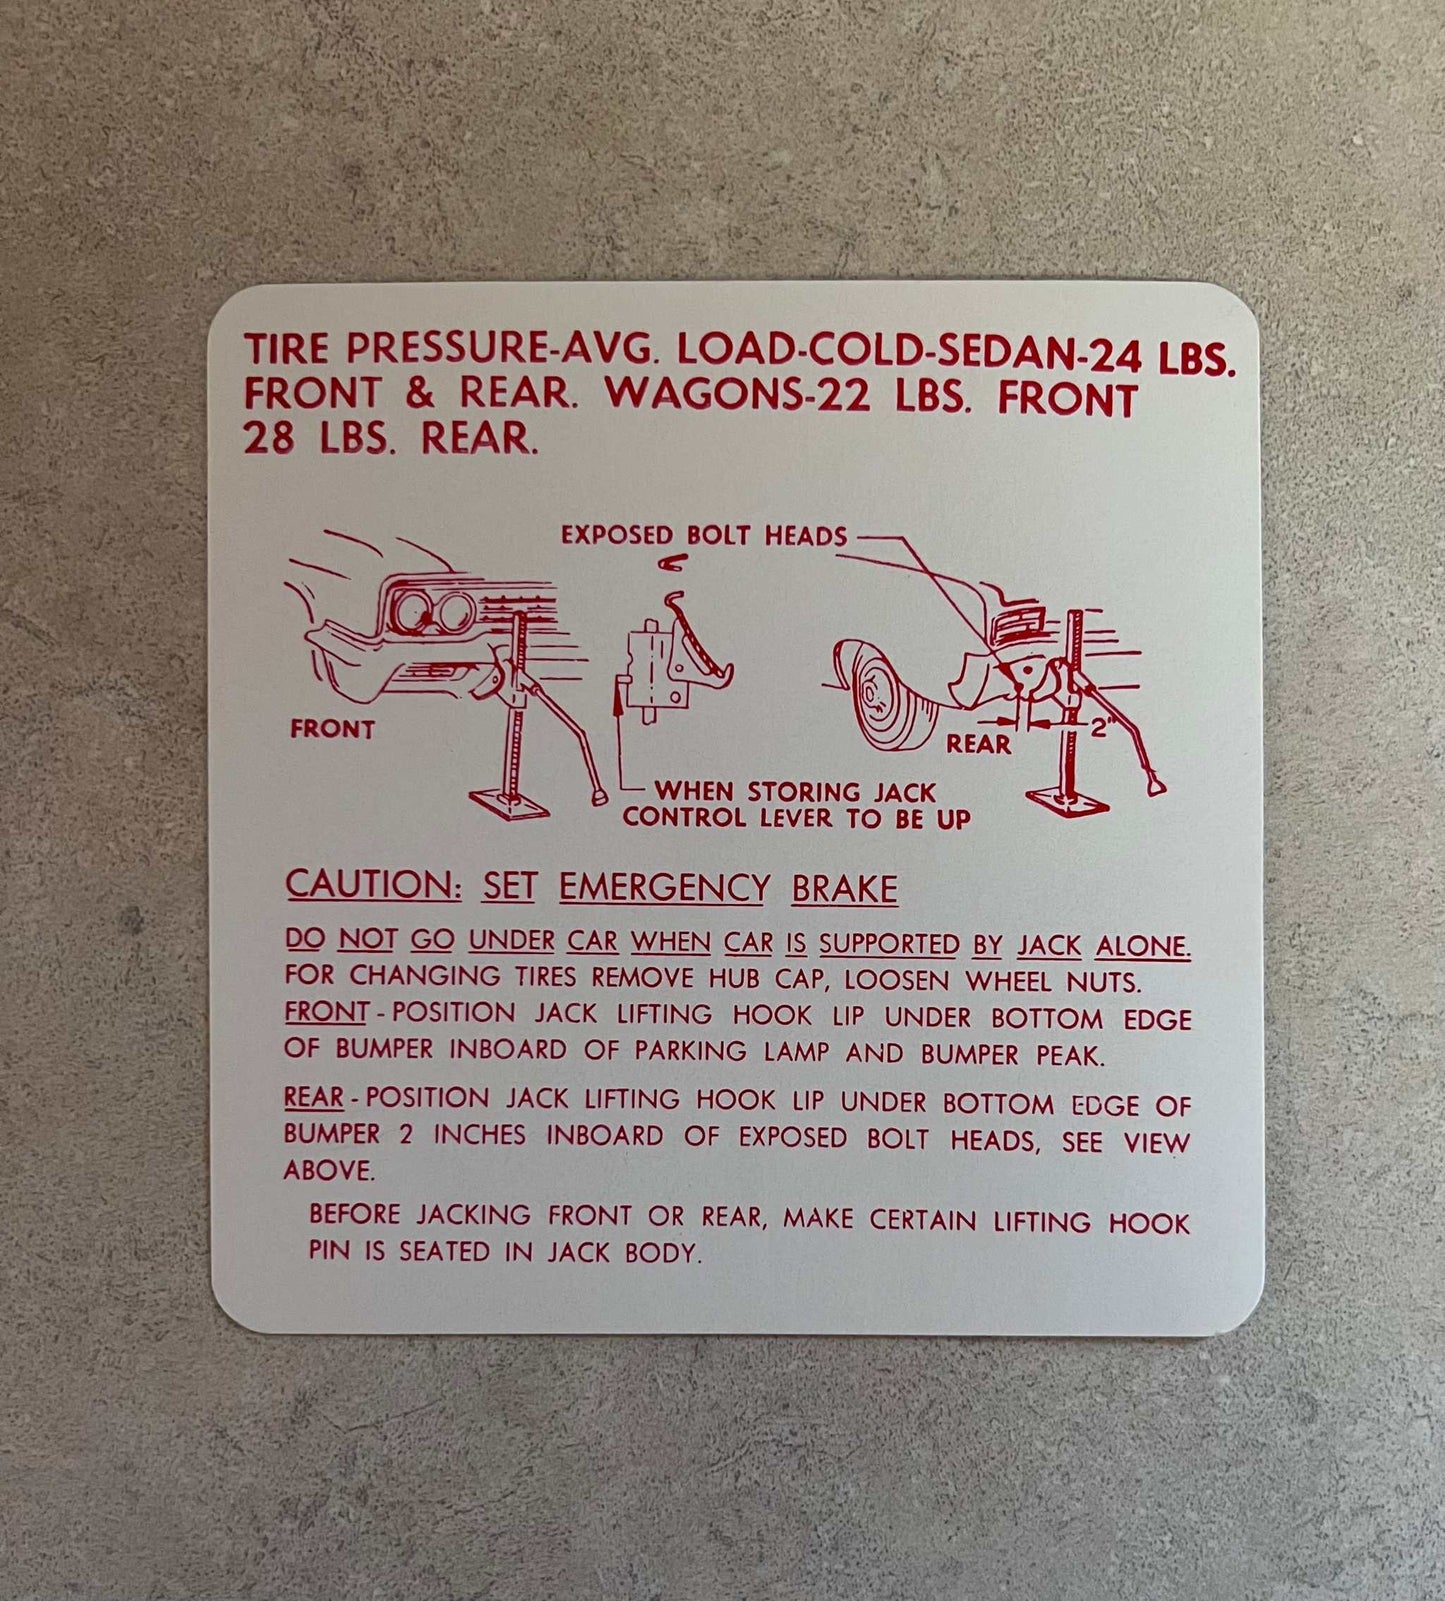 TIRE PRESSURE-AVG. LOAD-COLD-SEDAN-24 LBS.
FRONT & REAR. WAGONS-22 LBS. FRONT
28 LBS. REAR.
EXPOSED BOLT HEADS
FRONT
REAR
2"
WHEN STORING JACK
CONTROL LEVER TO BE UP
CAUTION: SET EMERGENCY BRAKE
DO NOT GO UNDER CAR WHEN CAR IS SUPPORTED BY JACK ALONE.
FOR CHANGING TIRES REMOVE HUB CAP, LOOSEN WHEEL NUTS.
FRONT - POSITION JACK LIFTING HOOK LIP UNDER BOTTOM EDGE
OF BUMPER INBOARD OF PARKING LAMP AND BUMPER PEAK.
REAR - POSITION JACK LIFTING HOOK LIP UNDER BOTTOM EDGE OF
BUMPER 2 INCHES INBOARD OF EXPOSED BOLT HEADS, SEE VIEW
ABOVE.
BEFORE JACKING FRONT OR REAR, MAKE CERTAIN LIFTING HOOK
PIN IS SEATED IN JACK BODY.